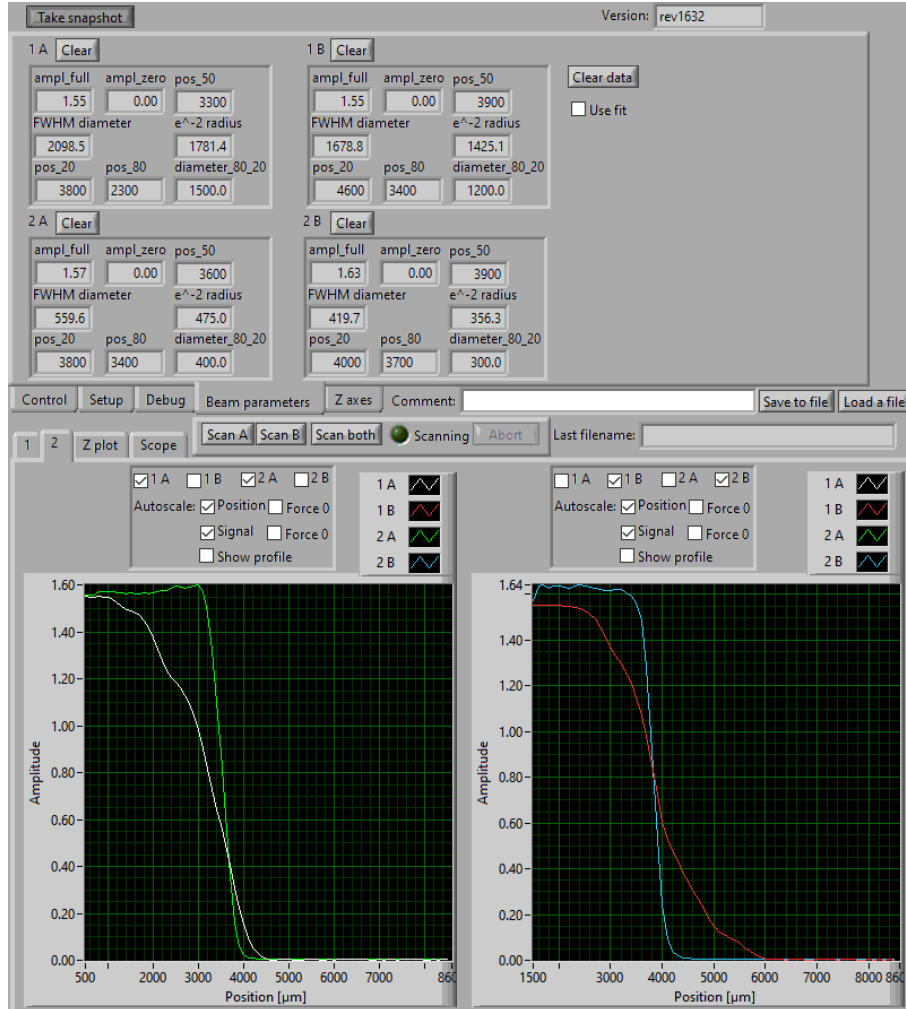 Take snapshot Version: rev1632
1 A Clear 1 B Clear
ampl_full ampl_zero pos_50 ampl_full ampl_zero pos_50 Clear data
1.55 0.00 3300 1.55 0.00 3900 Use fit
FWHM diameter e^-2 radius FWHM diameter e^-2 radius
2098.5 1781.4 1678.8 1425.1
pos_20 pos_80 diameter_80_20 pos_20 pos_80 diameter_80_20
3800 2300 1500.0 4600 3400 1200.0
2 A Clear 2 B Clear
ampl_full ampl_zero pos_50 ampl_full ampl_zero pos_50
1.57 0.00 3600 1.63 0.00 3900
FWHM diameter e^-2 radius FWHM diameter e^-2 radius
559.6 475.0 419.7 356.3
pos_20 pos_80 diameter_80_20 pos_20 pos_80 diameter_80_20
3800 3400 400.0 4000 3700 300.0
Control Setup Debug Beam parameters Z axes Comment: Save to file Load a file
1 2 Z plot Scope Scan A Scan B Scan both Scanning Abort Last filename:
1 A 1 B 2 A 2 B 1 A
Autoscale: Position Force 0 1 B
Signal Force 0 2 A
Show profile 2 B
1.60
1.40
1.20
1.00
0.80
0.60
0.40
0.20
0.00
Amplitude
500 2000 3000 4000 5000 6000 7000 860
Position [µm]
1 A 1 B 2 A 2 B 1 A
Autoscale: Position Force 0 1 B
Signal Force 0 2 A
Show profile 2 B
1.64
1.40
1.20
1.00
0.80
0.60
0.40
0.20
0.00
Amplitude
1500 3000 4000 5000 6000 7000 8000 860
Position [µm]